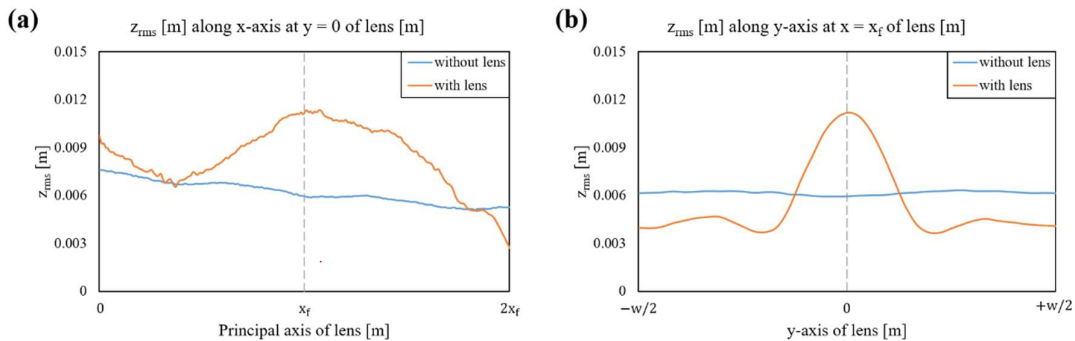 (a)
z_rms [m] along x-axis at y = 0 of lens [m]
0.015
0.012
0.009
0.006
0.003
0
z_rms [m]
without lens
with lens
0
x_f
2x_f
Principal axis of lens [m]
(b)
z_rms [m] along y-axis at x = x_f of lens [m]
0.015
0.012
0.009
0.006
0.003
0
z_rms [m]
without lens
with lens
−w/2
0
+w/2
y-axis of lens [m]